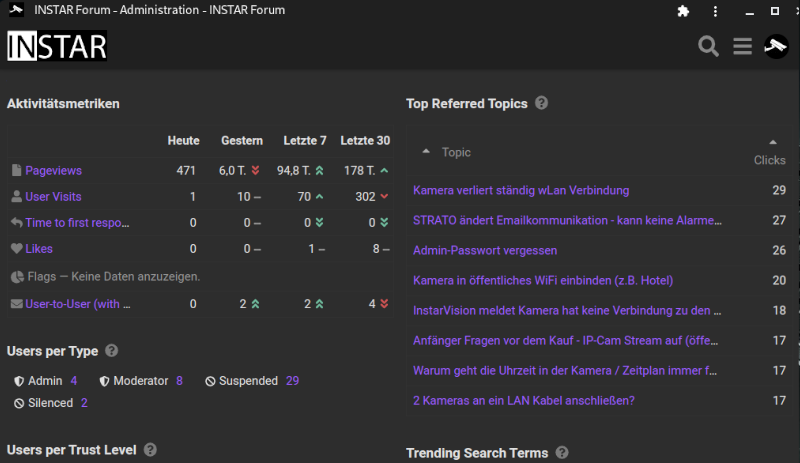 INSTAR Forum - Administration - INSTAR Forum
INSTAR
Aktivitätsmetriken
Heute Gestern Letzte 7 Letzte 30
Pageviews 471 6,0 T. 94,8 T. 178 T.
User Visits 1 10 – 70 302
Time to first respo... 0 0 – 0 0
Likes 0 0 – 1 – 8 –
Flags — Keine Daten anzuzeigen.
User-to-User (with ... 0 2 2 4
Users per Type
Admin 4 Moderator 8 Suspended 29
Silenced 2
Users per Trust Level
Top Referred Topics
Topic Clicks
Kamera verliert ständig wLan Verbindung 29
STRATO ändert Emailkommunikation - kann keine Alarme... 27
Admin-Passwort vergessen 26
Kamera in öffentliches WiFi einbinden (z.B. Hotel) 20
InstarVision meldet Kamera hat keine Verbindung zu den ... 18
Anfänger Fragen vor dem Kauf - IP-Cam Stream auf (öffe... 17
Warum geht die Uhrzeit in der Kamera / Zeitplan immer f... 17
2 Kameras an ein LAN Kabel anschließen? 17
Trending Search Terms